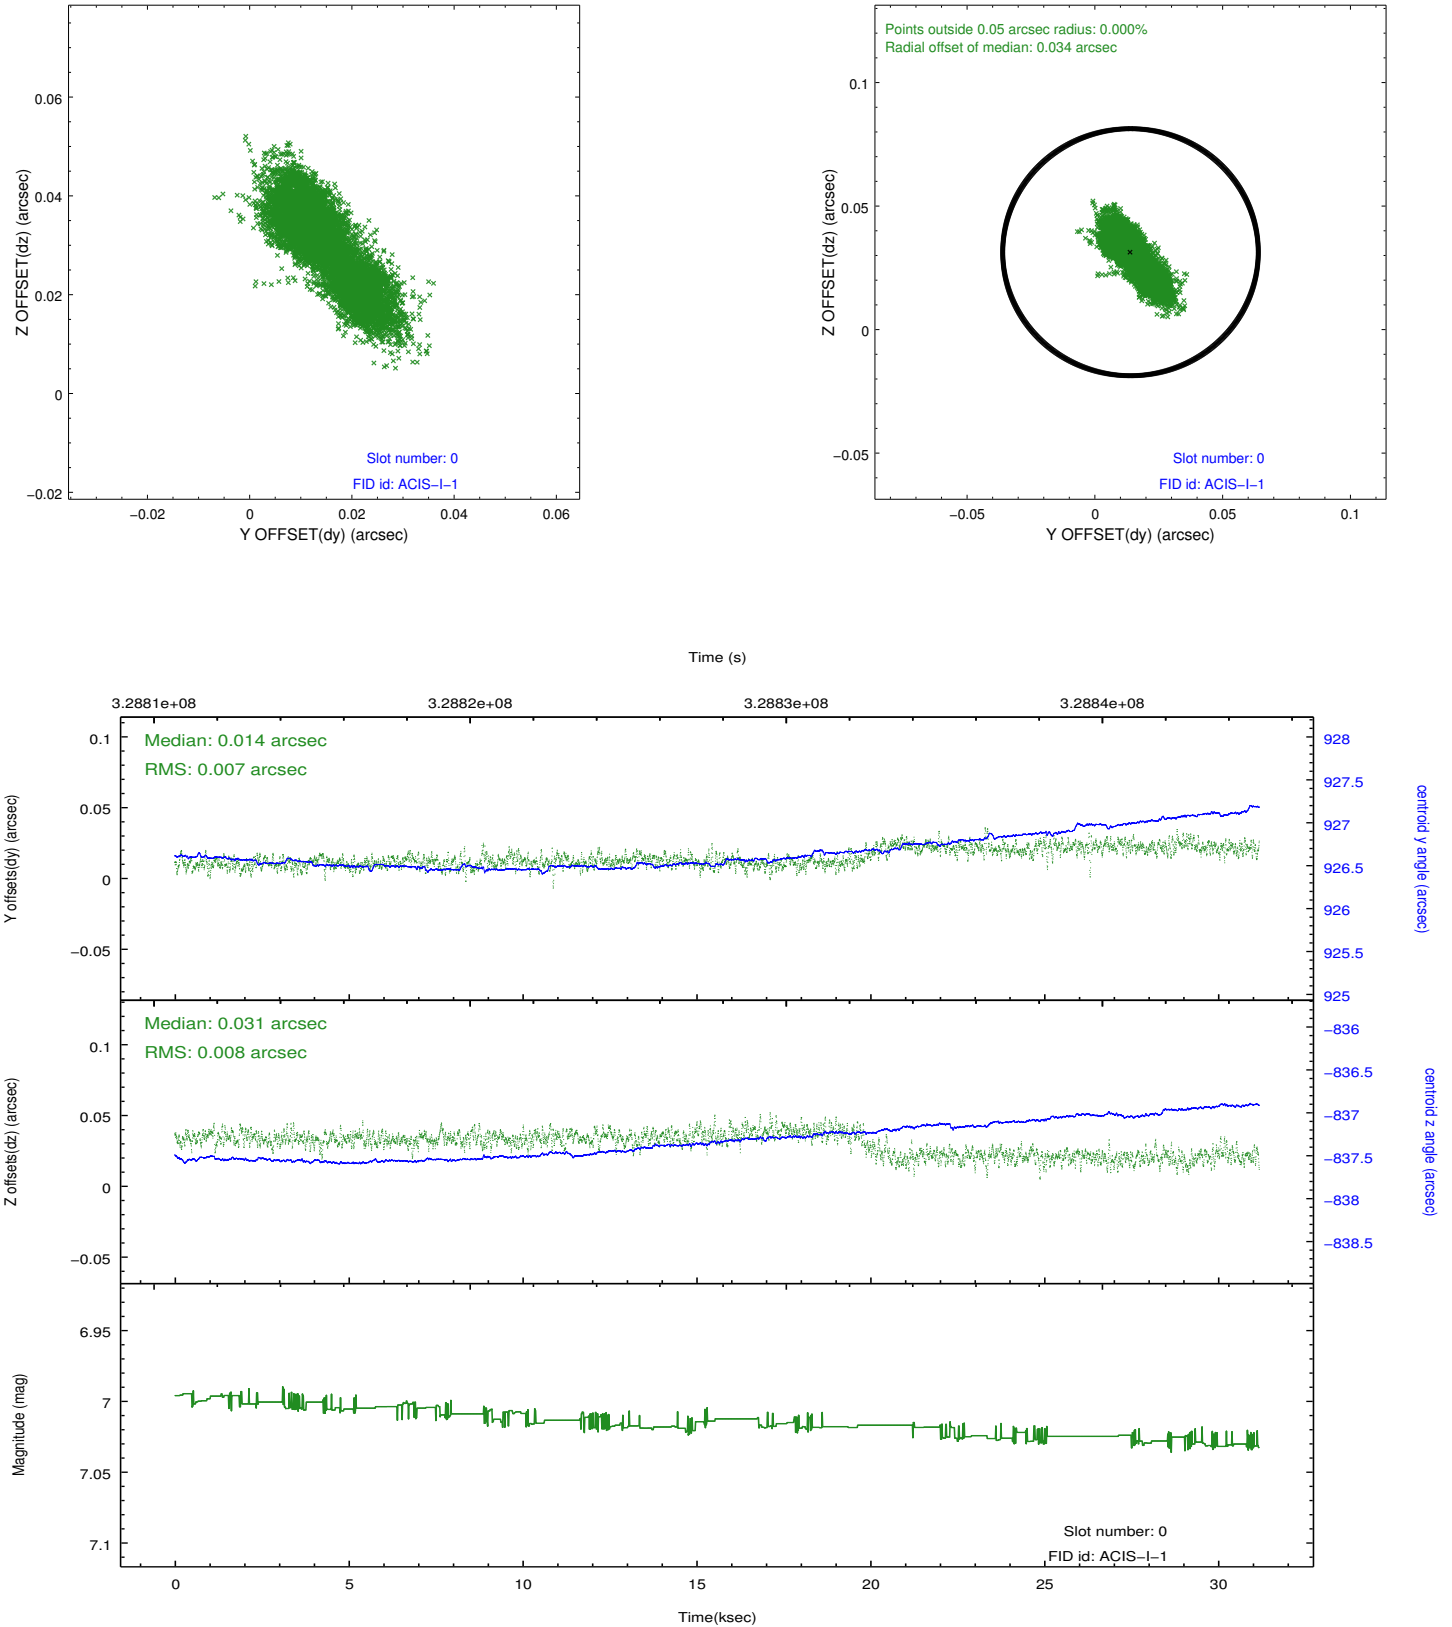 0.06
0.04
0.02
0
−0.02
Z OFFSET(dz) (arcsec)
Slot number: 0
FID id: ACIS−I−1
−0.02 0 0.02 0.04 0.06
Y OFFSET(dy) (arcsec)
Points outside 0.05 arcsec radius: 0.000%
Radial offset of median: 0.034 arcsec
0.1
0.05
0
−0.05
Z OFFSET(dz) (arcsec)
Slot number: 0
FID id: ACIS−I−1
−0.05 0 0.05 0.1
Y OFFSET(dy) (arcsec)
Time (s)
3.2881e+08 3.2882e+08 3.2883e+08 3.2884e+08
Median: 0.014 arcsec
RMS: 0.007 arcsec
0.1
0.05
0
−0.05
Y offsets(dy) (arcsec)
928
927.5
927
926.5
926
925.5
925
centroid y angle (arcsec)
Median: 0.031 arcsec
RMS: 0.008 arcsec
0.1
0.05
0
−0.05
Z offsets(dz) (arcsec)
−836
−836.5
−837
−837.5
−838
−838.5
centroid z angle (arcsec)
6.95
7
7.05
7.1
Magnitude (mag)
Slot number: 0
FID id: ACIS−I−1
0 5 10 15 20 25 30
Time(ksec)